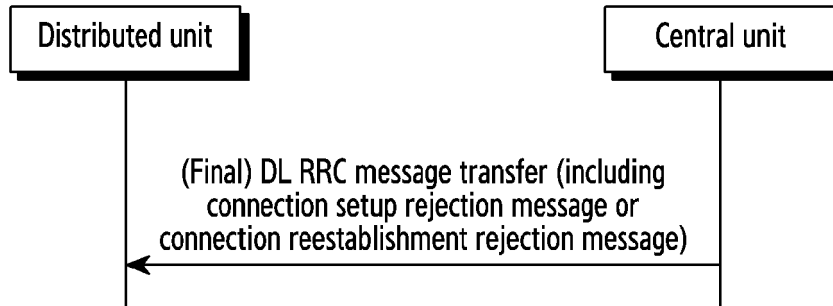 Distributed unit
Central unit
(Final) DL RRC message transfer (including
connection setup rejection message or
connection reestablishment rejection message)